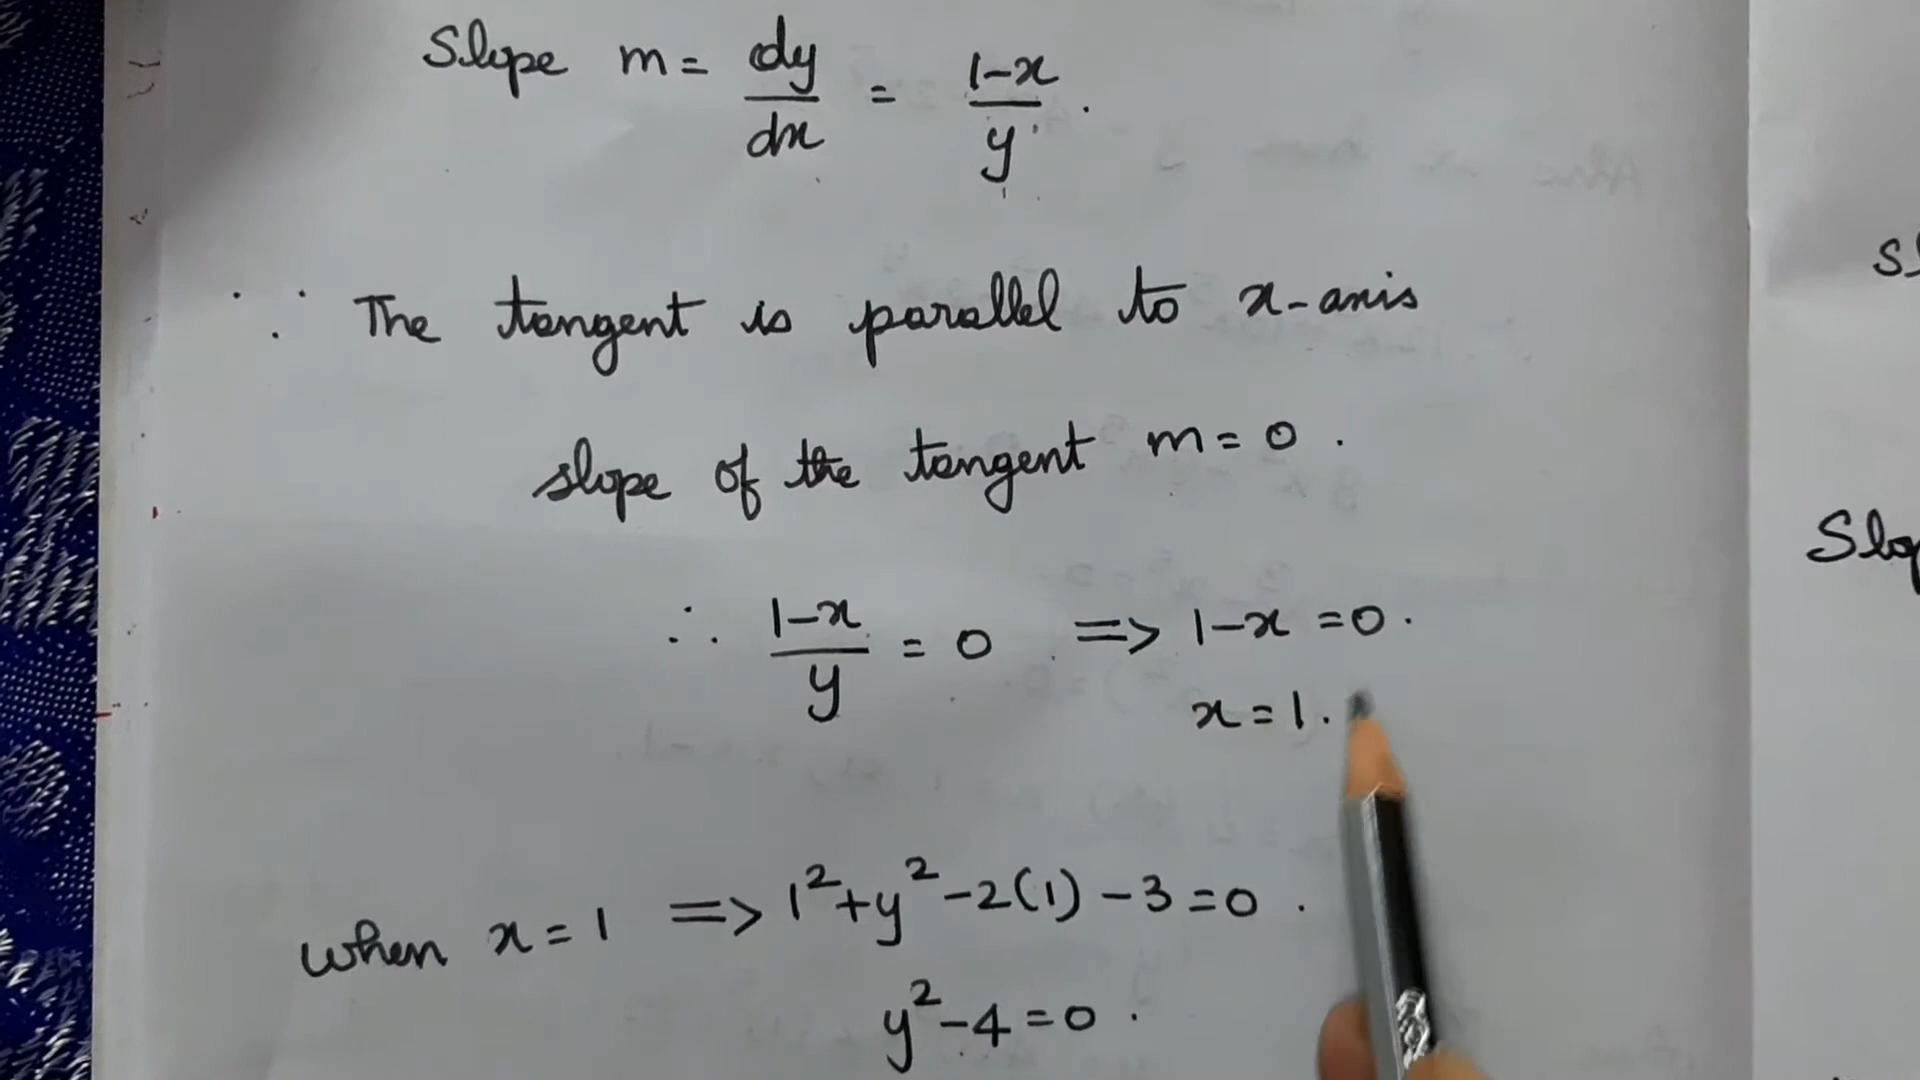 Slope m = dy/dx = 1-x/y.
∵ The tangent is parallel to x-axis
slope of the tangent m = 0.
∴ 1-x/y = 0 => 1-x = 0.
x = 1.
when x = 1 => 1²+y²-2(1)-3=0.
y²-4=0.